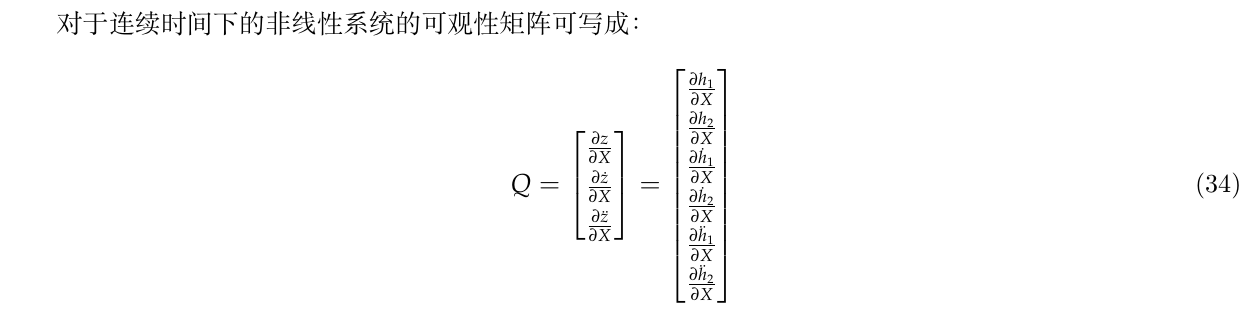 对于连续时间下的非线性系统的可观性矩阵可写成：
Q = \begin{bmatrix} \frac{\partial z}{\partial X} \\ \frac{\partial \dot{z}}{\partial X} \\ \frac{\partial \ddot{z}}{\partial X} \end{bmatrix} = \begin{bmatrix} \frac{\partial h_1}{\partial X} \\ \frac{\partial h_2}{\partial X} \\ \frac{\partial \dot{h}_1}{\partial X} \\ \frac{\partial \dot{h}_2}{\partial X} \\ \frac{\partial \ddot{h}_1}{\partial X} \\ \frac{\partial \ddot{h}_2}{\partial X} \end{bmatrix} (34)